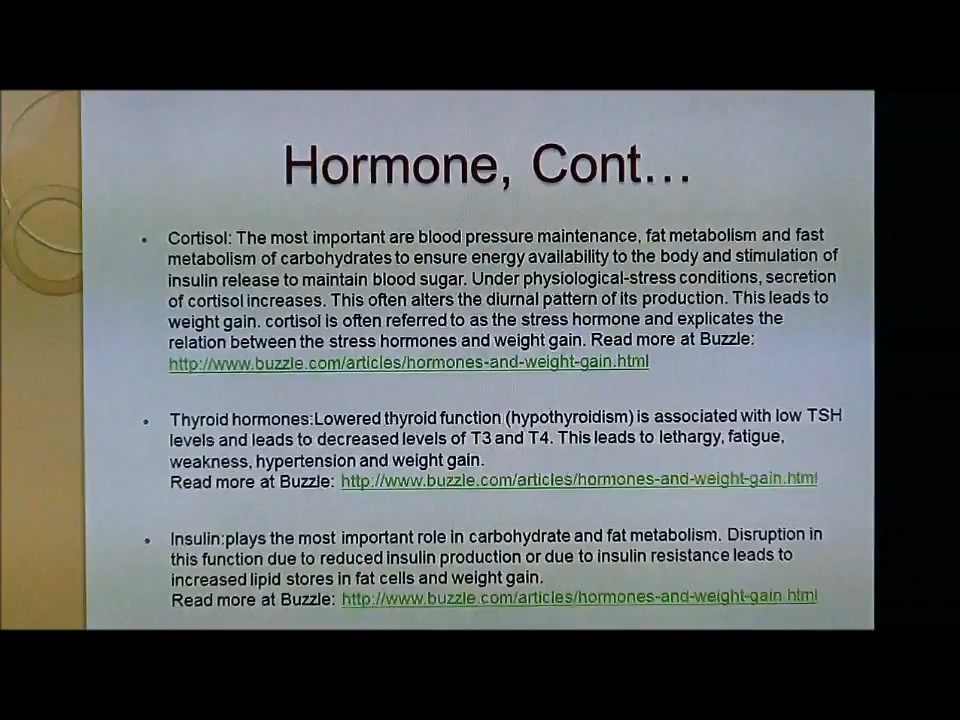 Hormone, Cont...
• Cortisol: The most important are blood pressure maintenance, fat metabolism and fast
metabolism of carbohydrates to ensure energy availability to the body and stimulation of
insulin release to maintain blood sugar. Under physiological-stress conditions, secretion
of cortisol increases. This often alters the diurnal pattern of its production. This leads to
weight gain. cortisol is often referred to as the stress hormone and explicates the
relation between the stress hormones and weight gain. Read more at Buzzle:
http://www.buzzle.com/articles/hormones-and-weight-gain.html
• Thyroid hormones:Lowered thyroid function (hypothyroidism) is associated with low TSH
levels and leads to decreased levels of T3 and T4. This leads to lethargy, fatigue,
weakness, hypertension and weight gain.
Read more at Buzzle: http://www.buzzle.com/articles/hormones-and-weight-gain.html
• Insulin:plays the most important role in carbohydrate and fat metabolism. Disruption in
this function due to reduced insulin production or due to insulin resistance leads to
increased lipid stores in fat cells and weight gain.
Read more at Buzzle: http://www.buzzle.com/articles/hormones-and-weight-gain.html